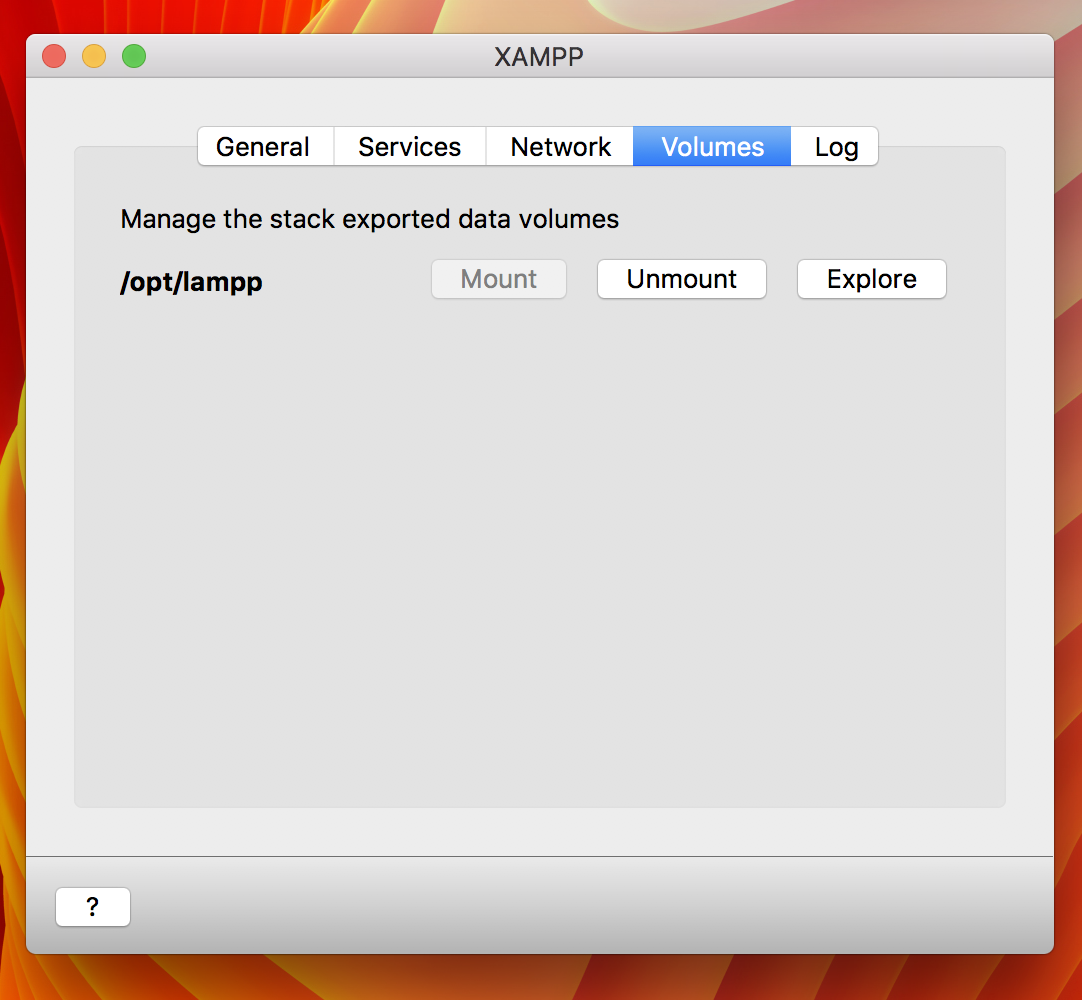 XAMPP
General Services Network Volumes Log
Manage the stack exported data volumes
/opt/lampp Mount Unmount Explore
?